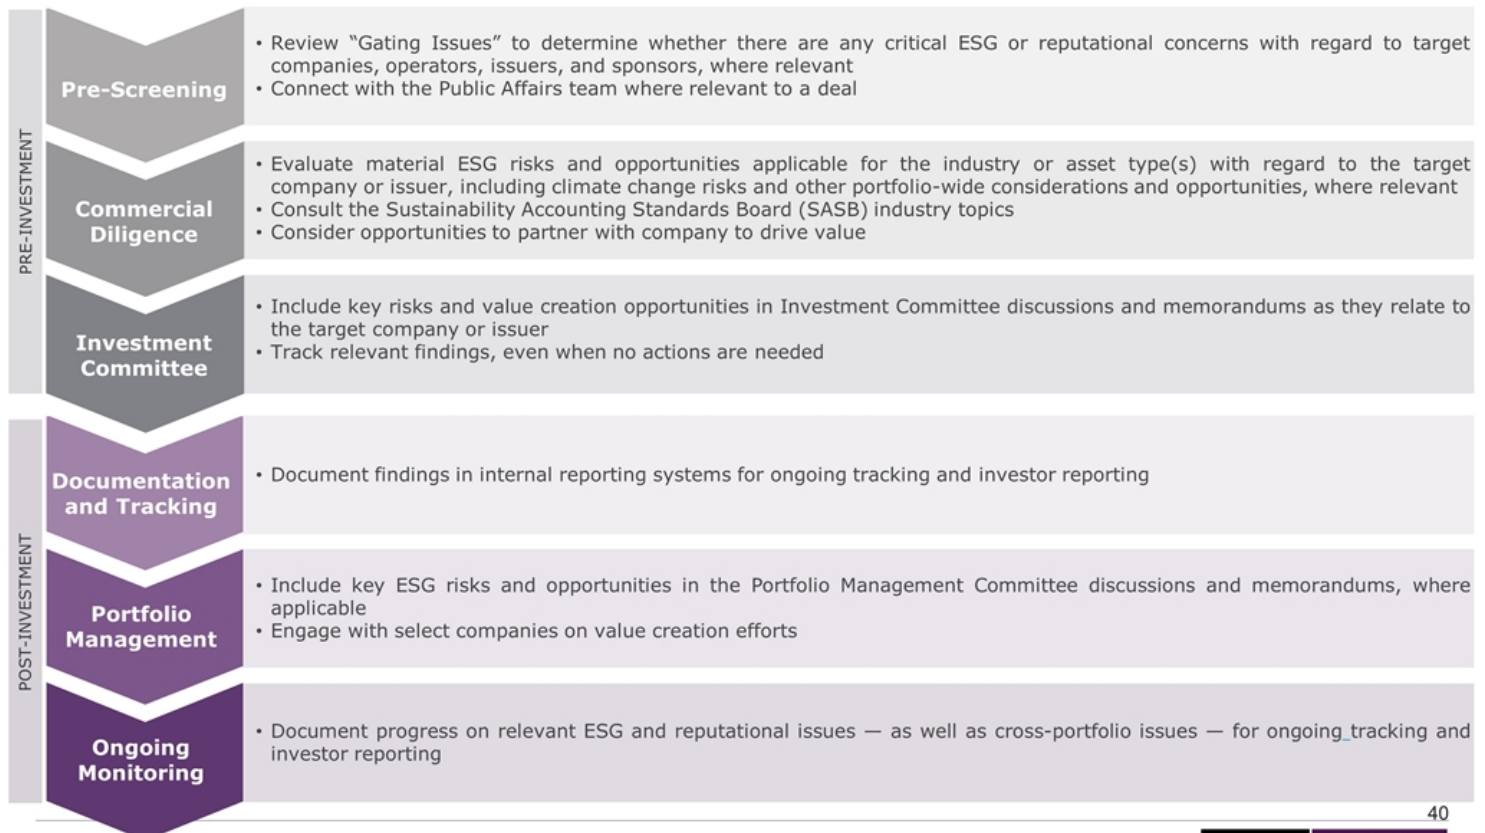 PRE-INVESTMENT
Pre-Screening
• Review “Gating Issues” to determine whether there are any critical ESG or reputational concerns with regard to target
companies, operators, issuers, and sponsors, where relevant
• Connect with the Public Affairs team where relevant to a deal
Commercial
Diligence
• Evaluate material ESG risks and opportunities applicable for the industry or asset type(s) with regard to the target
company or issuer, including climate change risks and other portfolio-wide considerations and opportunities, where relevant
• Consult the Sustainability Accounting Standards Board (SASB) industry topics
• Consider opportunities to partner with company to drive value
Investment
Committee
• Include key risks and value creation opportunities in Investment Committee discussions and memorandums as they relate to
the target company or issuer
• Track relevant findings, even when no actions are needed
POST-INVESTMENT
Documentation
and Tracking
• Document findings in internal reporting systems for ongoing tracking and investor reporting
Portfolio
Management
• Include key ESG risks and opportunities in the Portfolio Management Committee discussions and memorandums, where
applicable
• Engage with select companies on value creation efforts
Ongoing
Monitoring
• Document progress on relevant ESG and reputational issues — as well as cross-portfolio issues — for ongoing tracking and
investor reporting
40